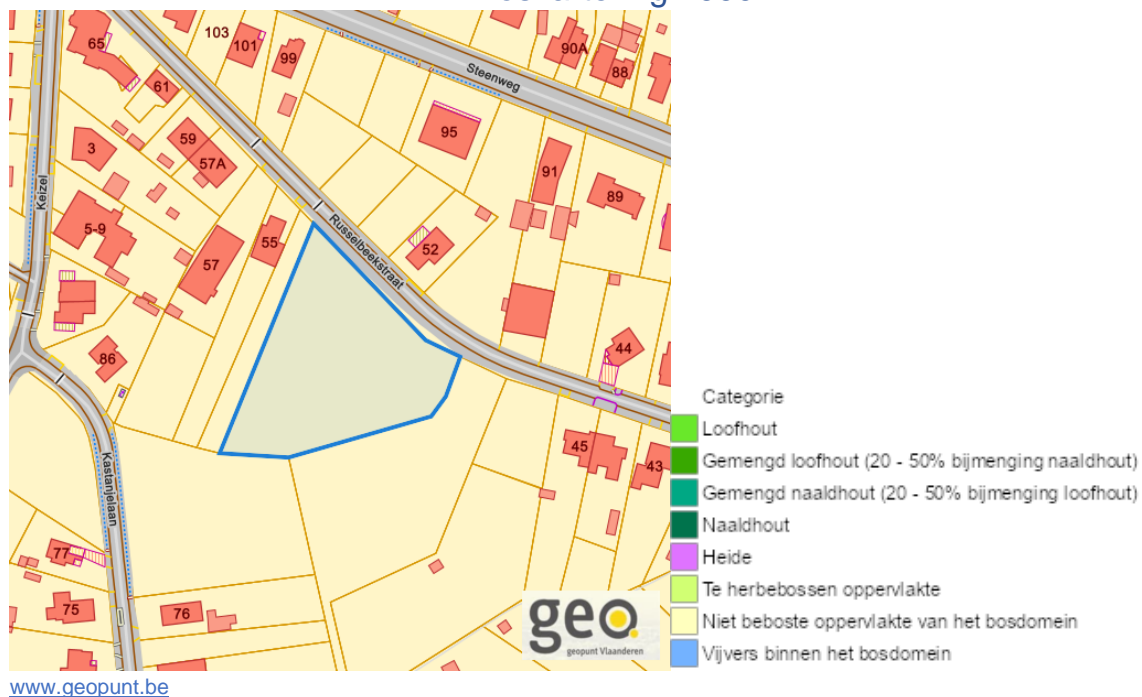 65
103
101
99
90A
88
Steenweg
61
95
59
57A
3
91
89
Keizel
5-9
55
Russelbeekstraat
52
57
44
86
45
43
Kastanjelaan
77
75
76
geo.
geopunt Vlaanderen
Categorie
Loofhout
Gemengd loofhout (20 - 50% bijmenging naaldhout)
Gemengd naaldhout (20 - 50% bijmenging loofhout)
Naaldhout
Heide
Te herbebossen oppervlakte
Niet beboste oppervlakte van het bosdomein
Vijvers binnen het bosdomein
www.geopunt.be